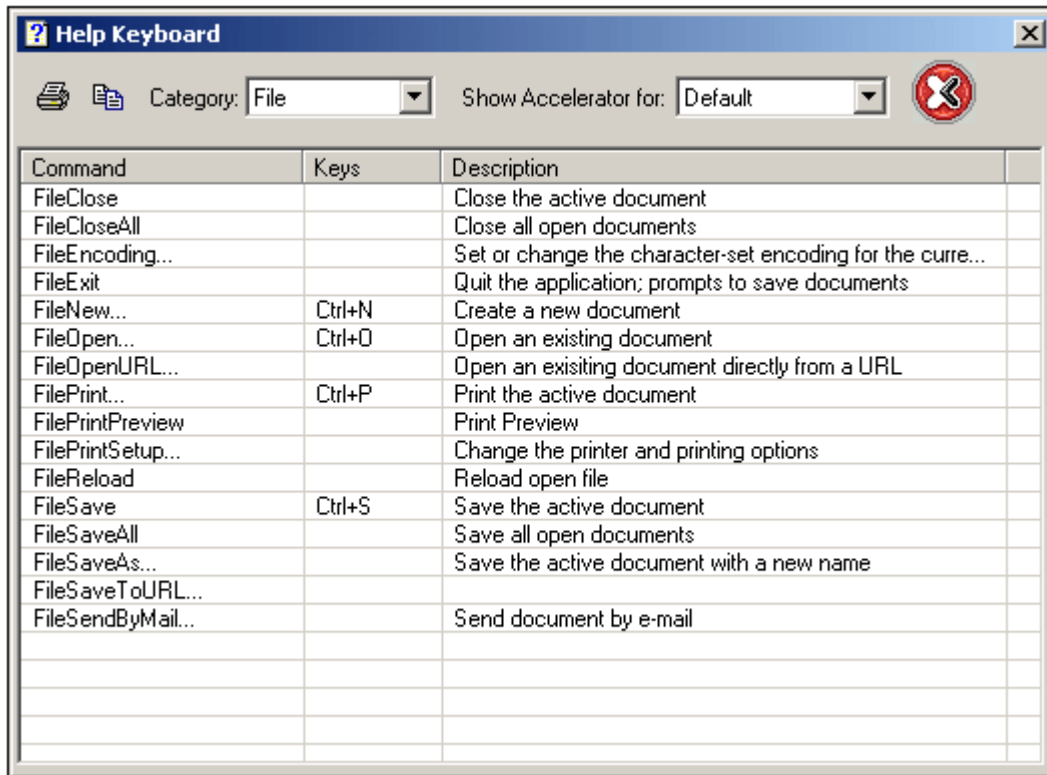 Help Keyboard
Category: File Show Accelerator for: Default
Command Keys Description
FileClose Close the active document
FileCloseAll Close all open documents
FileEncoding... Set or change the character-set encoding for the curre...
FileExit Quit the application; prompts to save documents
FileNew... Ctrl+N Create a new document
FileOpen... Ctrl+O Open an existing document
FileOpenURL... Open an exisiting document directly from a URL
FilePrint... Ctrl+P Print the active document
FilePrintPreview Print Preview
FilePrintSetup... Change the printer and printing options
FileReload Reload open file
FileSave Ctrl+S Save the active document
FileSaveAll Save all open documents
FileSaveAs... Save the active document with a new name
FileSaveToURL...
FileSendByMail... Send document by e-mail